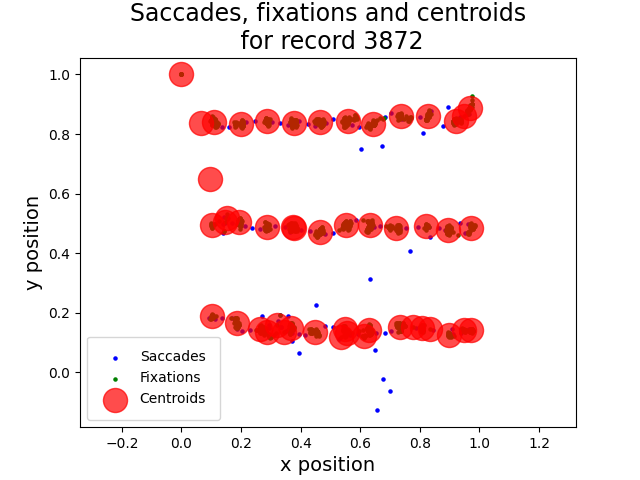 Saccades, fixations and centroids
for record 3872
1.0
0.8
0.6
0.4
0.2
0.0
y position
Saccades
Fixations
Centroids
−0.2 0.0 0.2 0.4 0.6 0.8 1.0 1.2
x position